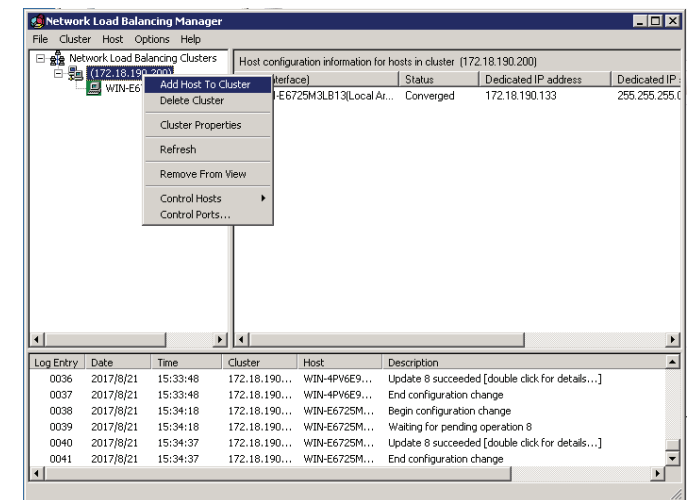 Network Load Balancing Manager
File Cluster Host Options Help
Network Load Balancing Clusters
(172.18.190.200)
WIN-E6
Host configuration information for hosts in cluster (172.18.190.200)
terface) Status Dedicated IP address Dedicated IP
-E6725M3LB13(Local Ar... Converged 172.18.190.133 255.255.255.0
Add Host To Cluster
Delete Cluster
Cluster Properties
Refresh
Remove From View
Control Hosts
Control Ports...
Log Entry Date Time Cluster Host Description
0036 2017/8/21 15:33:48 172.18.190... WIN-4PV6E9... Update 8 succeeded [double click for details...]
0037 2017/8/21 15:33:48 172.18.190... WIN-4PV6E9... End configuration change
0038 2017/8/21 15:34:18 172.18.190... WIN-E6725M... Begin configuration change
0039 2017/8/21 15:34:18 172.18.190... WIN-E6725M... Waiting for pending operation 8
0040 2017/8/21 15:34:37 172.18.190... WIN-E6725M... Update 8 succeeded [double click for details...]
0041 2017/8/21 15:34:37 172.18.190... WIN-E6725M... End configuration change